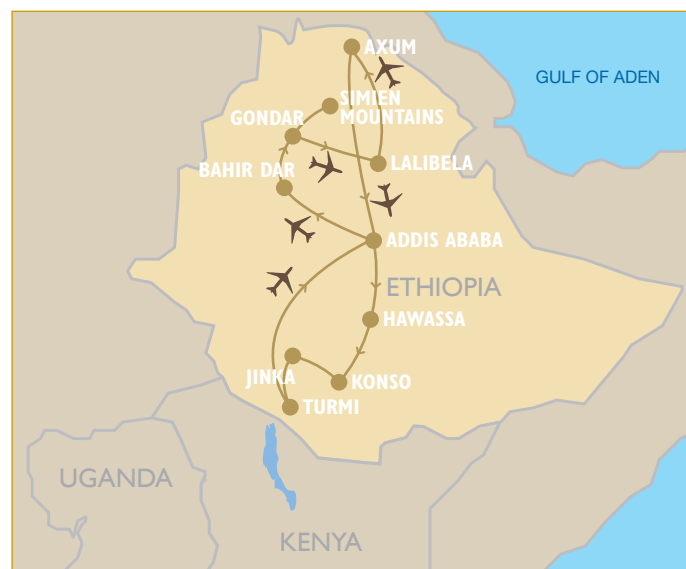 AXUM
GULF OF ADEN
SIMIEN
MOUNTAINS
GONDAR
LALIBELA
BAHIR DAR
ADDIS ABABA
ETHIOPIA
HAWASSA
JINKA
KONSO
TURMI
UGANDA
KENYA